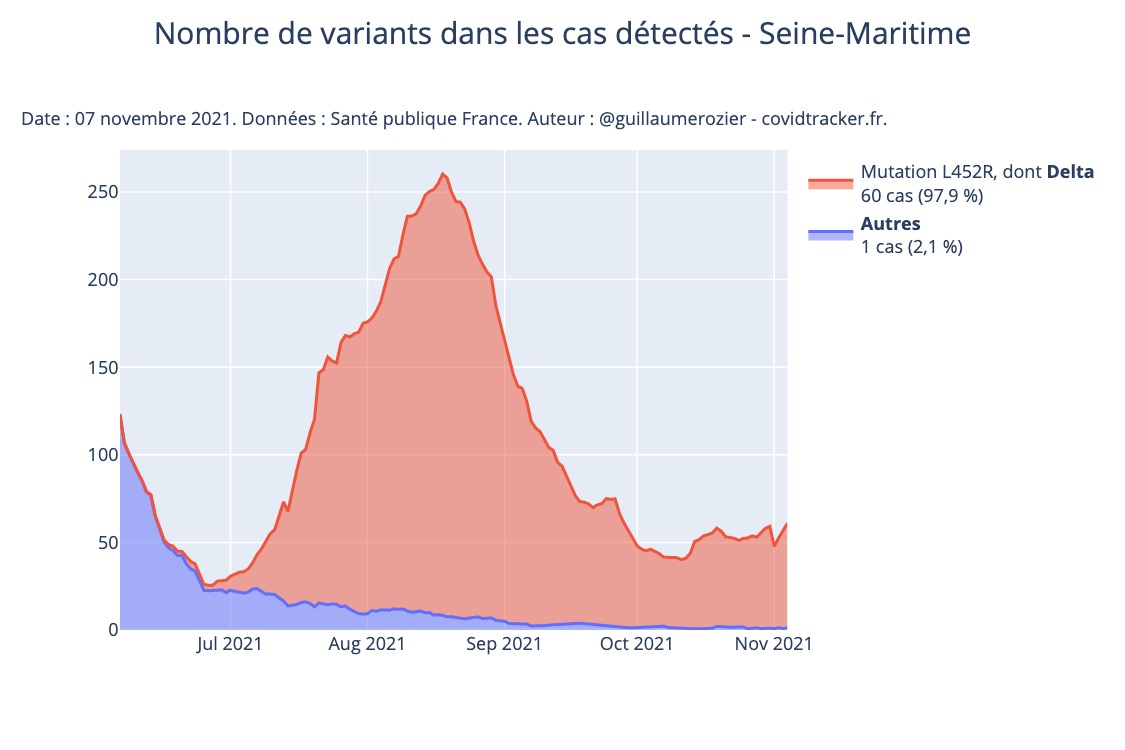 Nombre de variants dans les cas détectés - Seine-Maritime
Date : 07 novembre 2021. Données : Santé publique France. Auteur : @guillaumerozier - covidtracker.fr.
Mutation L452R, dont Delta
60 cas (97,9 %)
Autres
1 cas (2,1 %)
250
200
150
100
50
0
Jul 2021 Aug 2021 Sep 2021 Oct 2021 Nov 2021